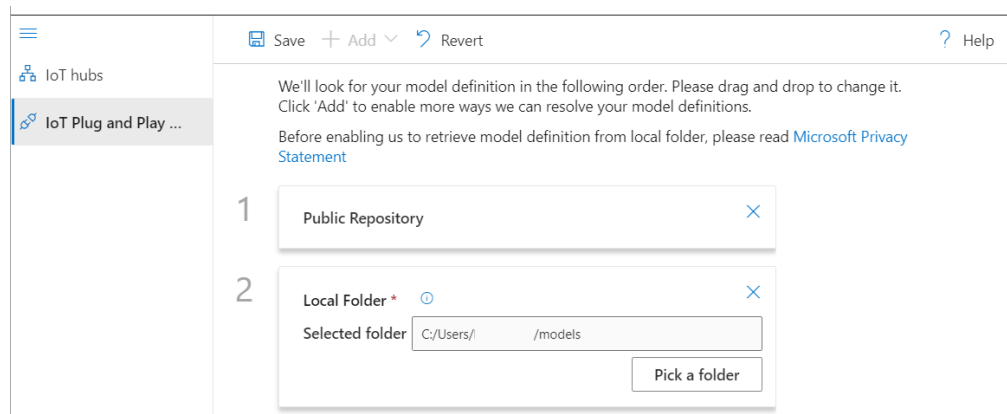 Save Add Revert Help
IoT hubs
IoT Plug and Play ...
We'll look for your model definition in the following order. Please drag and drop to change it.
Click 'Add' to enable more ways we can resolve your model definitions.
Before enabling us to retrieve model definition from local folder, please read Microsoft Privacy
Statement
1
Public Repository
2
Local Folder *
Selected folder C:/Users/ /models
Pick a folder